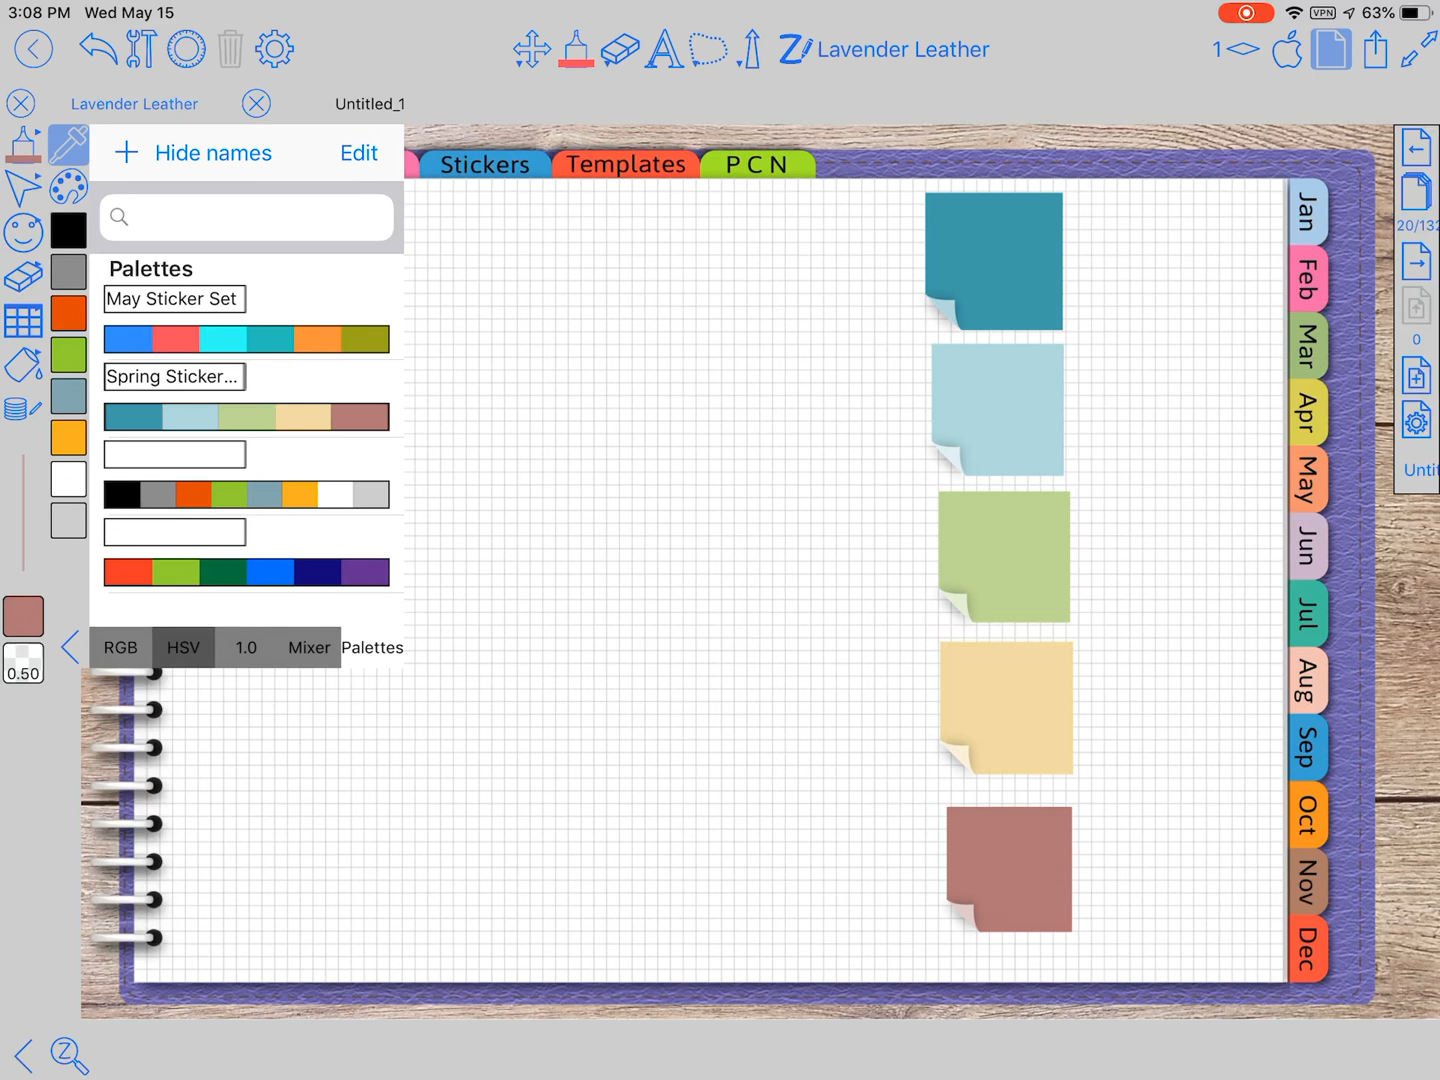 3:08 PM Wed May 15
VPN 63%
Lavender Leather
1
Lavender Leather
Untitled_1
Hide names
Edit
Palettes
May Sticker Set
Spring Sticker...
RGB HSV 1.0 Mixer Palettes
0.50
Stickers
Templates
P C N
Jan
Feb
Mar
Apr
May
Jun
Jul
Aug
Sep
Oct
Nov
Dec
20/132
0
Unti